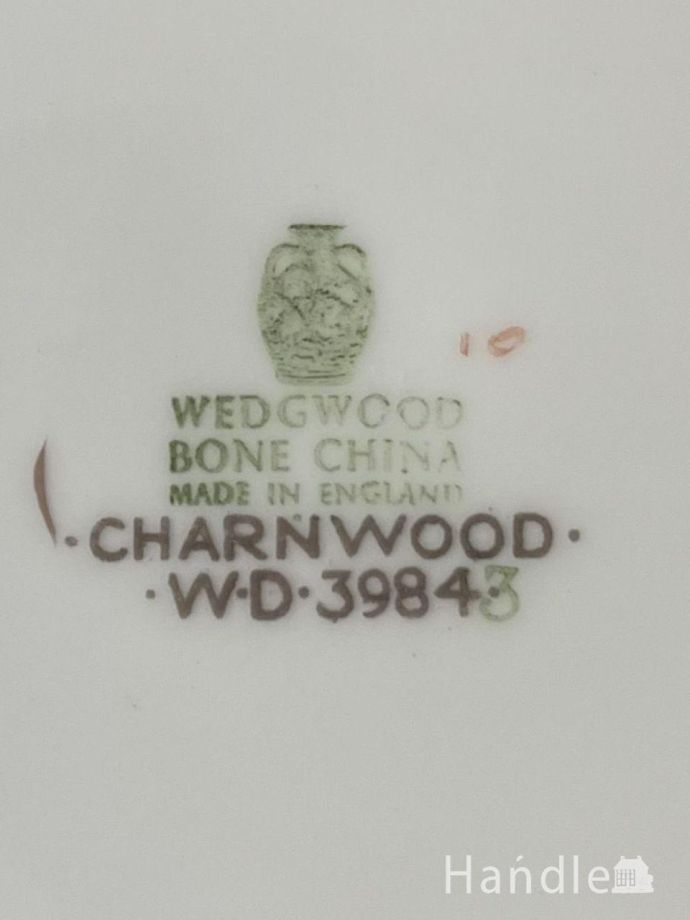 10
WEDGWOOD
BONE CHINA
MADE IN ENGLAND
·CHARNWOOD·
·W·D·3984·3
Handle